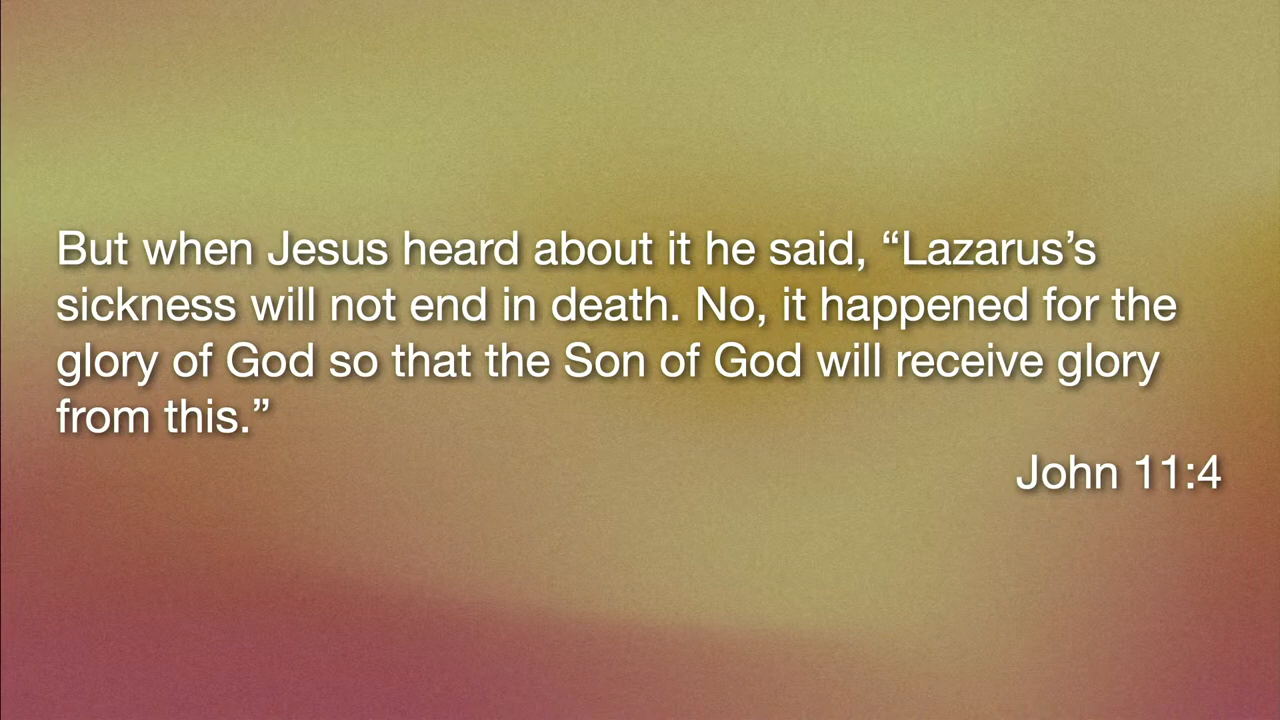 But when Jesus heard about it he said, “Lazarus’s
sickness will not end in death. No, it happened for the
glory of God so that the Son of God will receive glory
from this.”
John 11:4